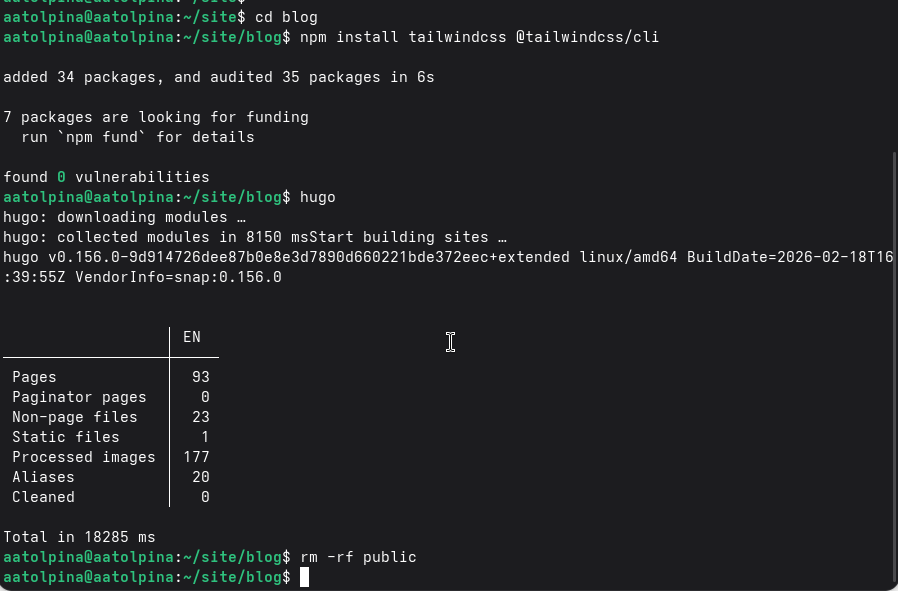 aatolpina@aatolpina:~/site$ cd blog
aatolpina@aatolpina:~/site/blog$ npm install tailwindcss @tailwindcss/cli
added 34 packages, and audited 35 packages in 6s
7 packages are looking for funding
  run `npm fund` for details
found 0 vulnerabilities
aatolpina@aatolpina:~/site/blog$ hugo
hugo: downloading modules …
hugo: collected modules in 8150 msStart building sites …
hugo v0.156.0-9d914726dee87b0e8e3d7890d660221bde372eec+extended linux/amd64 BuildDate=2026-02-18T16
:39:55Z VendorInfo=snap:0.156.0
EN
Pages 93
Paginator pages 0
Non-page files 23
Static files 1
Processed images 177
Aliases 20
Cleaned 0
Total in 18285 ms
aatolpina@aatolpina:~/site/blog$ rm -rf public
aatolpina@aatolpina:~/site/blog$